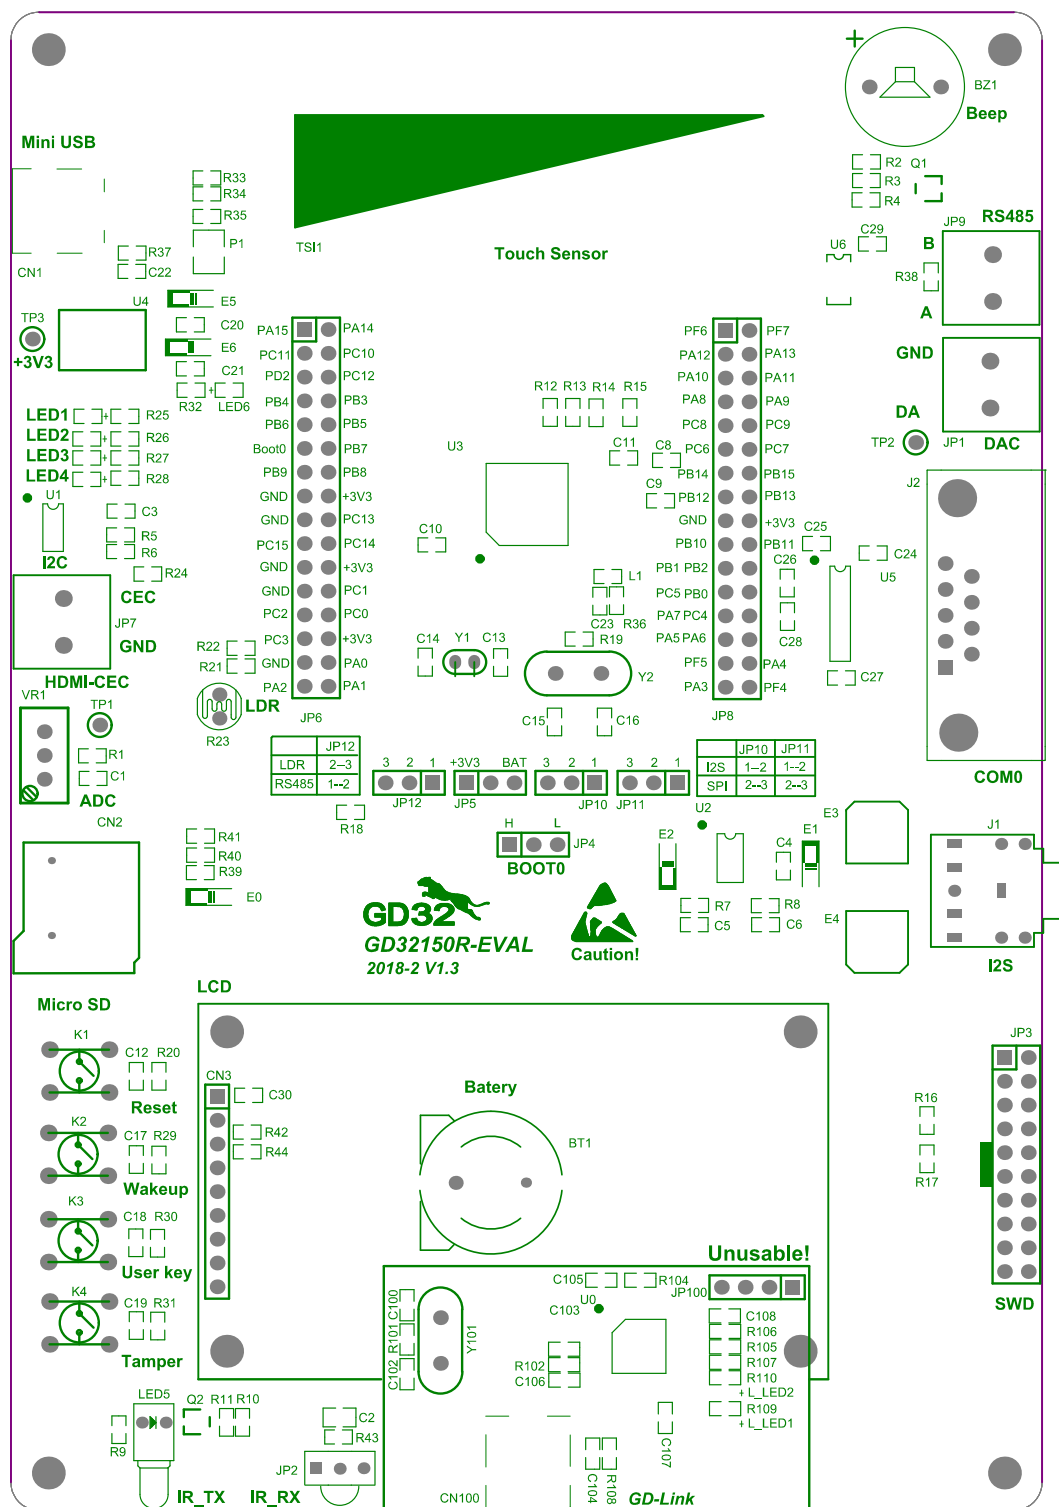 BZ1
Beep
Mini USB
R33
R34
R35
P1
TSI1
Touch Sensor
R2
R3
R4
Q1
JP9
RS485
C29
B
U6
R38
A
R37
C22
CN1
U4
E5
C20
E6
C21
TP3
+3V3
R32
+
LED6
GND
DA
TP2
JP1
DAC
PA15 PA14
PC11 PC10
PD2 PC12
PB4 PB3
PB6 PB5
Boot0 PB7
PB9 PB8
GND +3V3
GND PC13
PC15 PC14
GND +3V3
GND PC1
PC2 PC0
PC3 +3V3
GND PA0
PA2 PA1
JP6
PF6 PF7
PA12 PA13
PA10 PA11
PA8 PA9
PC8 PC9
PC6 PC7
PB14 PB15
PB12 PB13
GND +3V3
PB10 PB11
PB1 PB2
PC5 PB0
PA7 PC4
PA5 PA6
PF5 PA4
PA3 PF4
JP8
R12 R13 R14 R15
C11
C8
C9
U3
C10
L1
C23 R36
R19
C14 Y1 C13
Y2
C15
C16
LED1 + R25
LED2 + R26
LED3 + R27
LED4 + R28
U1
C3
R5
R6
I2C
R24
CEC
JP7
GND
HDMI-CEC
R22
R21
LDR
R23
VR1
TP1
R1
C1
ADC
CN2
J2
C25
C24
C26
U5
C28
C27
COM0
JP12
LDR 2--3
RS485 1--2
3 2 1
JP12
+3V3 BAT
JP5
3 2 1
JP10
3 2 1
JP11
JP10 JP11
I2S 1--2 1--2
SPI 2--3 2--3
R18
R41
R40
R39
E0
H L
JP4
BOOT0
U2
E2
C4
E1
E3
J1
R7
C5
R8
C6
E4
I2S
GD32
GD32150R-EVAL
2018-2 V1.3
Caution!
Micro SD
LCD
K1
C12 R20
Reset
K2
C17 R29
Wakeup
K3
C18 R30
User key
K4
C19 R31
Tamper
CN3
C30
R42
R44
Batery
BT1
JP3
R16
R17
SWD
Unusable!
C105
R104
JP100
U0
C103
C100
R101
C102
Y101
R102
C106
C108
R106
R105
R107
R110
+ L_LED2
R109
+ L_LED1
C107
C104
R108
CN100
GD-Link
LED5
Q2
R11 R10
R9
C2
R43
JP2
IR_TX
IR_RX